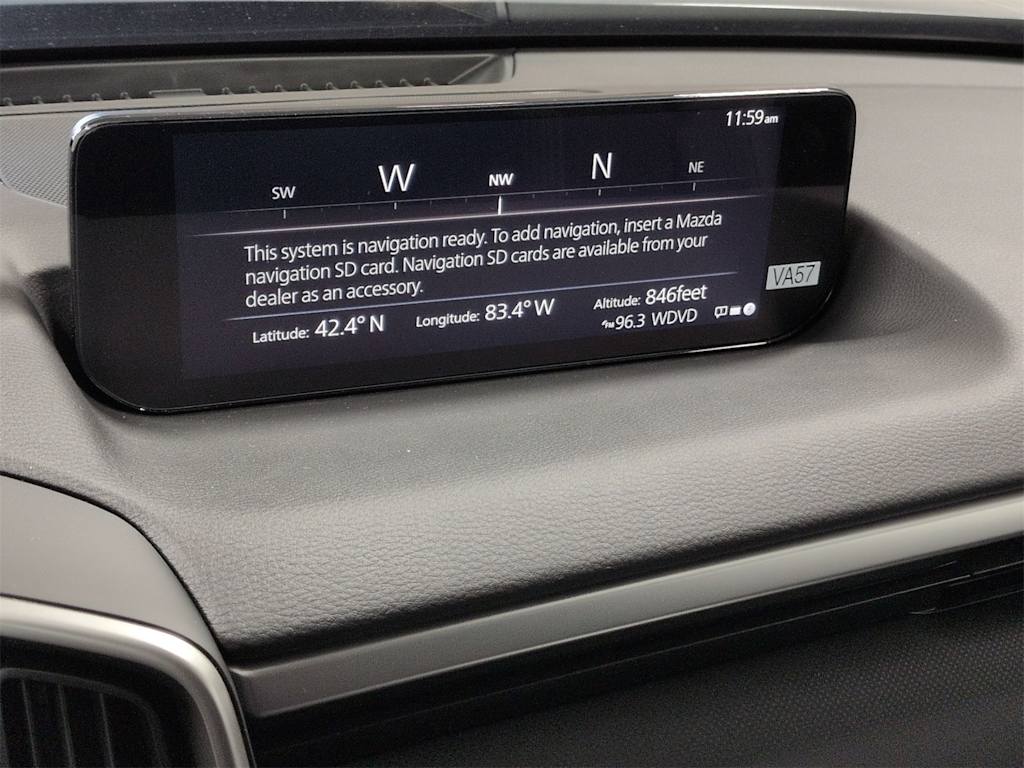 11:59am
SW W NW N NE
This system is navigation ready. To add navigation, insert a Mazda
navigation SD card. Navigation SD cards are available from your
dealer as an accessory.
VA57
Latitude: 42.4° N Longitude: 83.4° W Altitude: 846feet
FM 96.3 WDVD